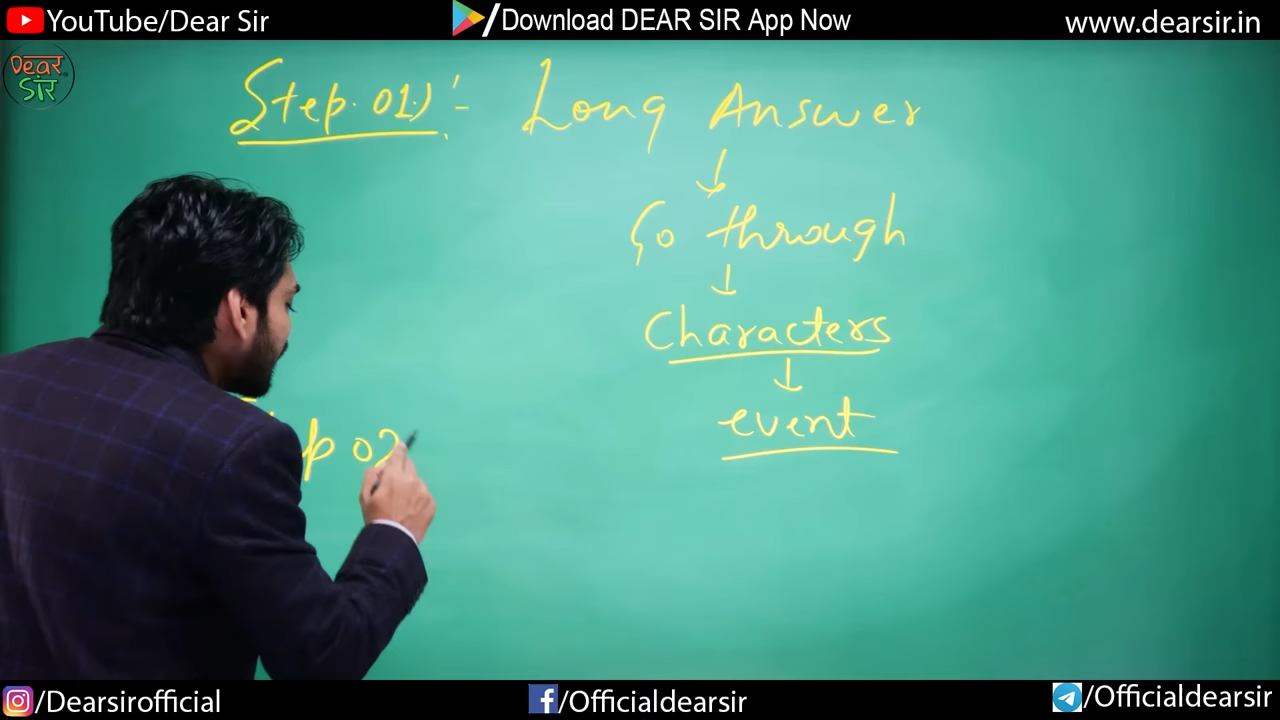 YouTube/Dear Sir
/Download DEAR SIR App Now
www.dearsir.in
Dear
SIR
Step. 01.) :- Long Answer
↓
Go through
↓
Characters
↓
event
02
/Dearsirofficial
/Officialdearsir
/Officialdearsir